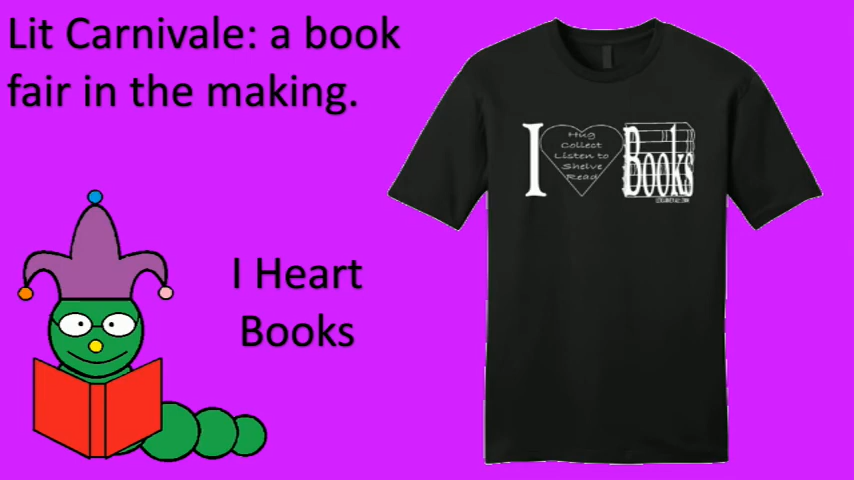 Lit Carnivale: a book
fair in the making.
I Heart
Books
I
Hug
Collect
Listen to
Shelve
Read
Books